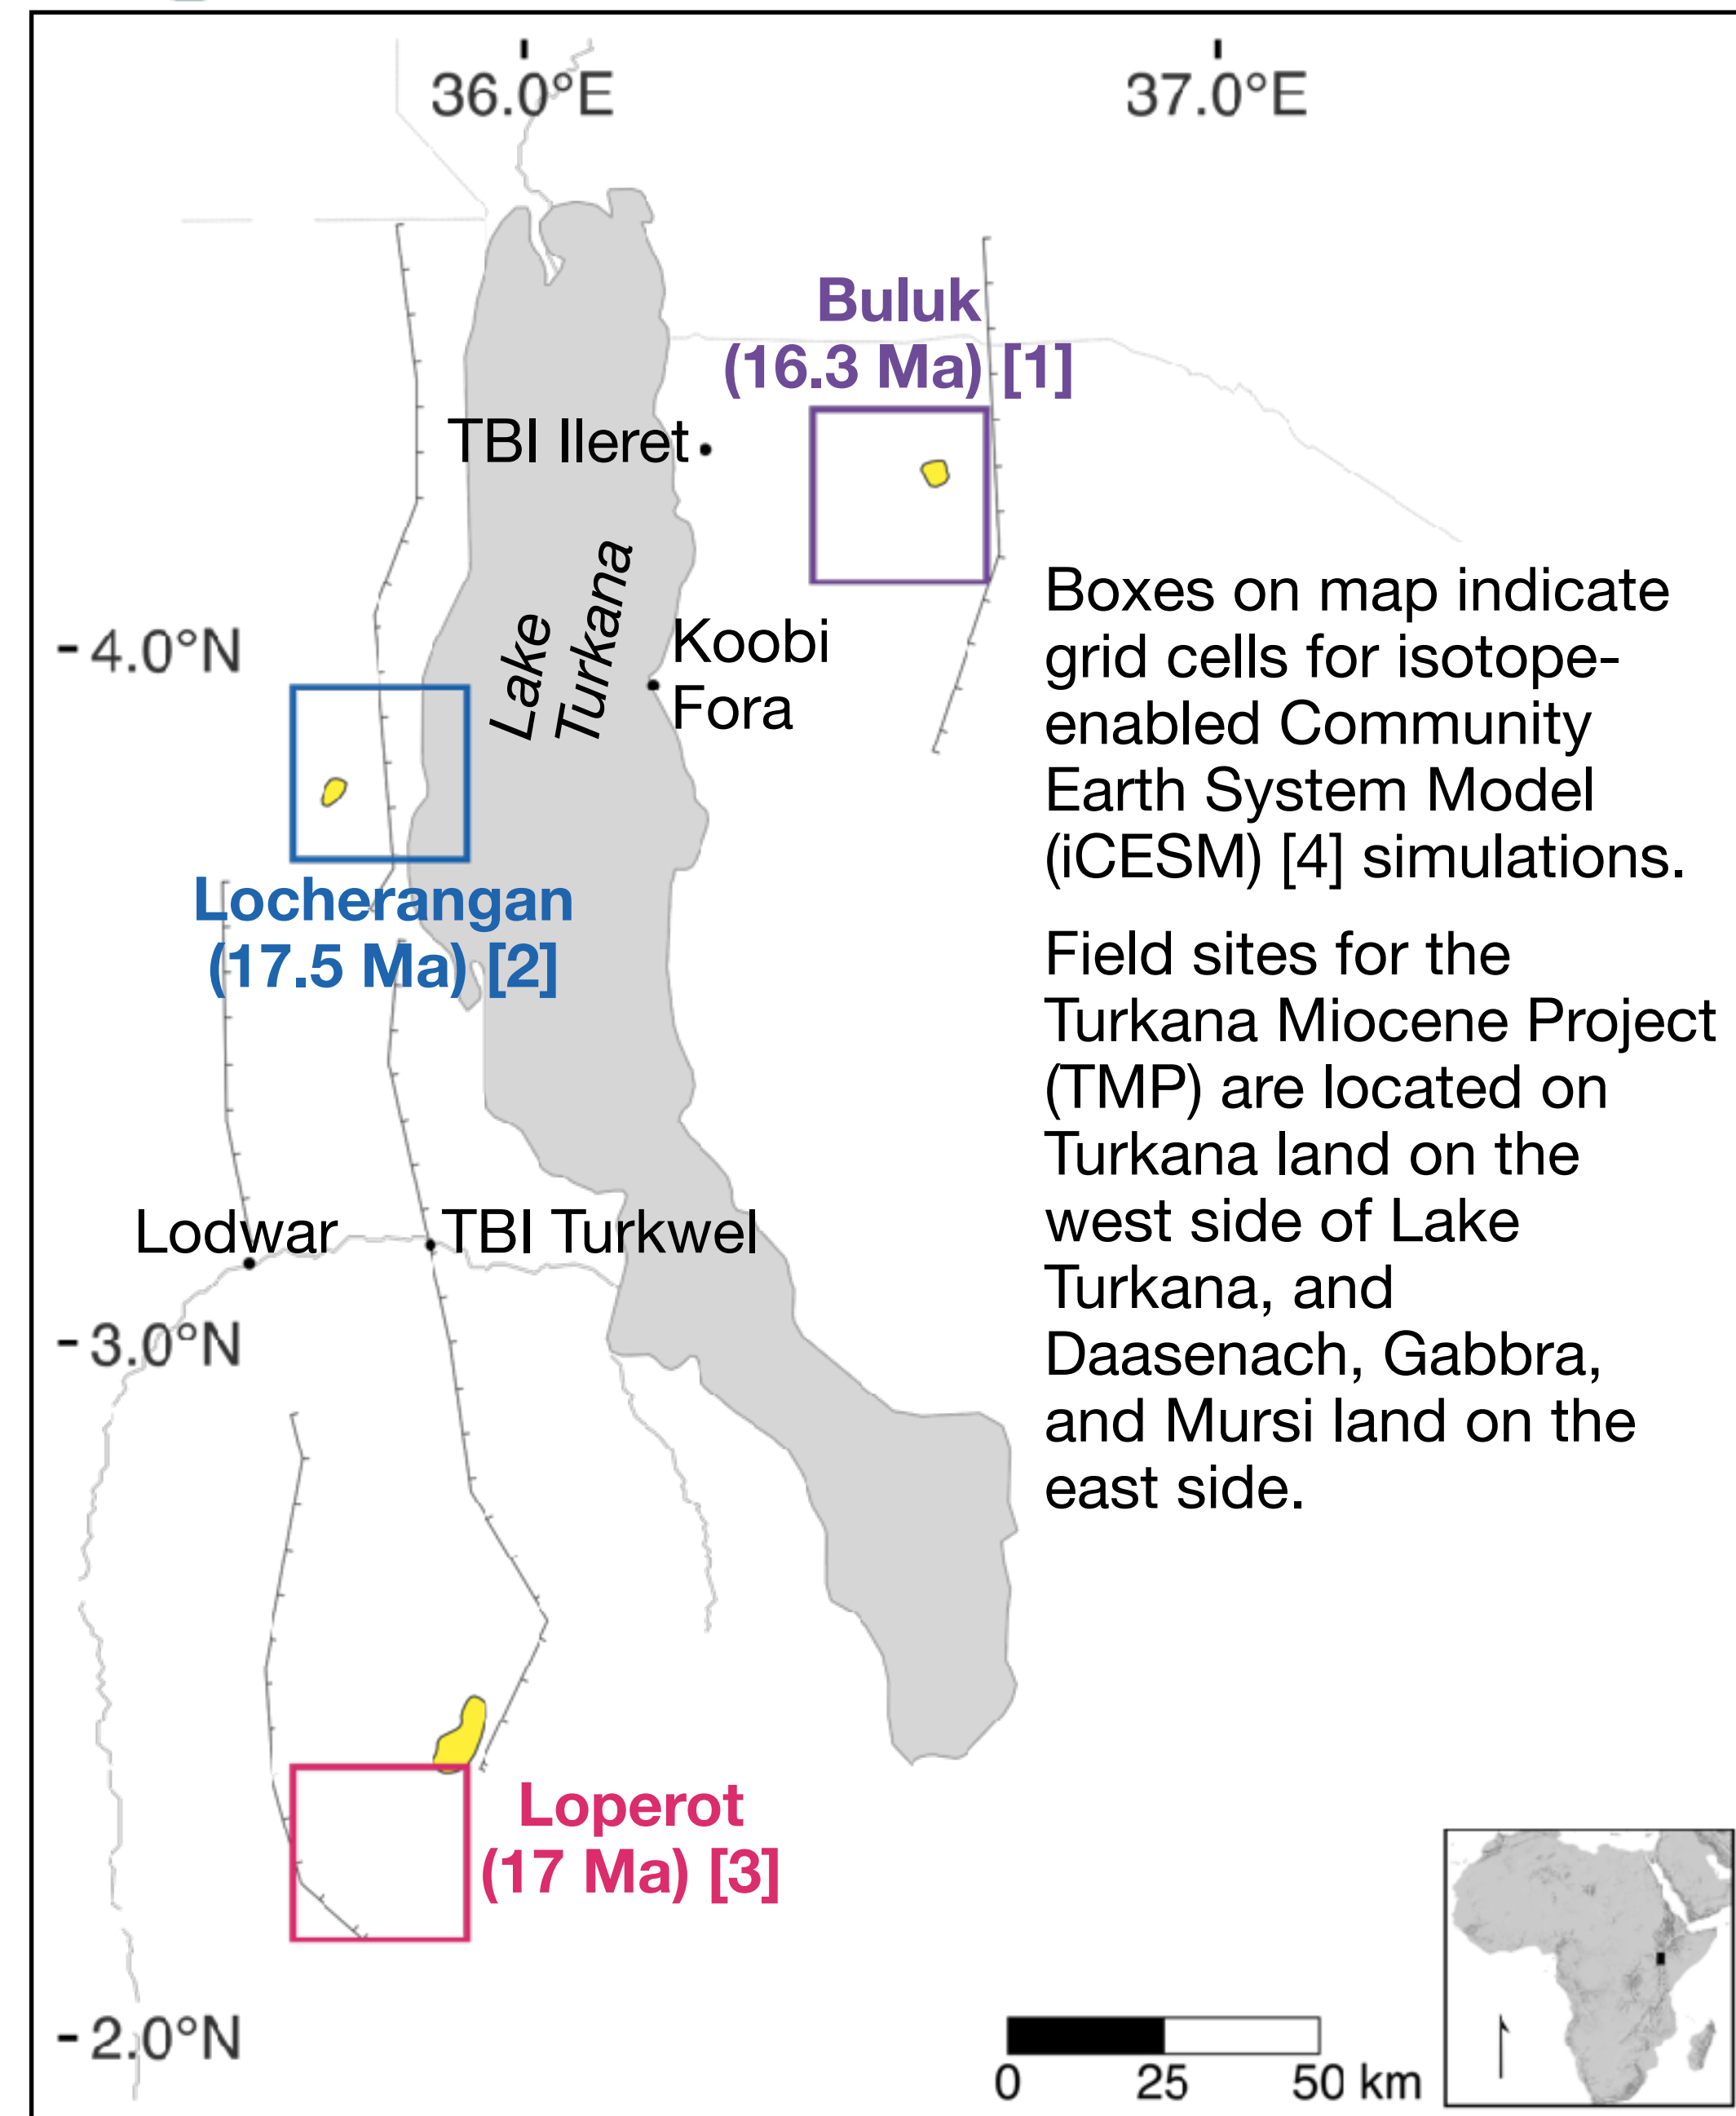 36.0°E
37.0°E
Buluk
(16.3 Ma) [1]
TBI Ileret
Lake
Turkana
Koobi
Fora
- 4.0°N
Locherangan
(17.5 Ma) [2]
Boxes on map indicate
grid cells for isotope-
enabled Community
Earth System Model
(iCESM) [4] simulations.
Field sites for the
Turkana Miocene Project
(TMP) are located on
Turkana land on the
west side of Lake
Turkana, and
Daasenach, Gabbra,
and Mursi land on the
east side.
Lodwar
TBI Turkwel
- 3.0°N
Loperot
(17 Ma) [3]
- 2.0°N
0 25 50 km